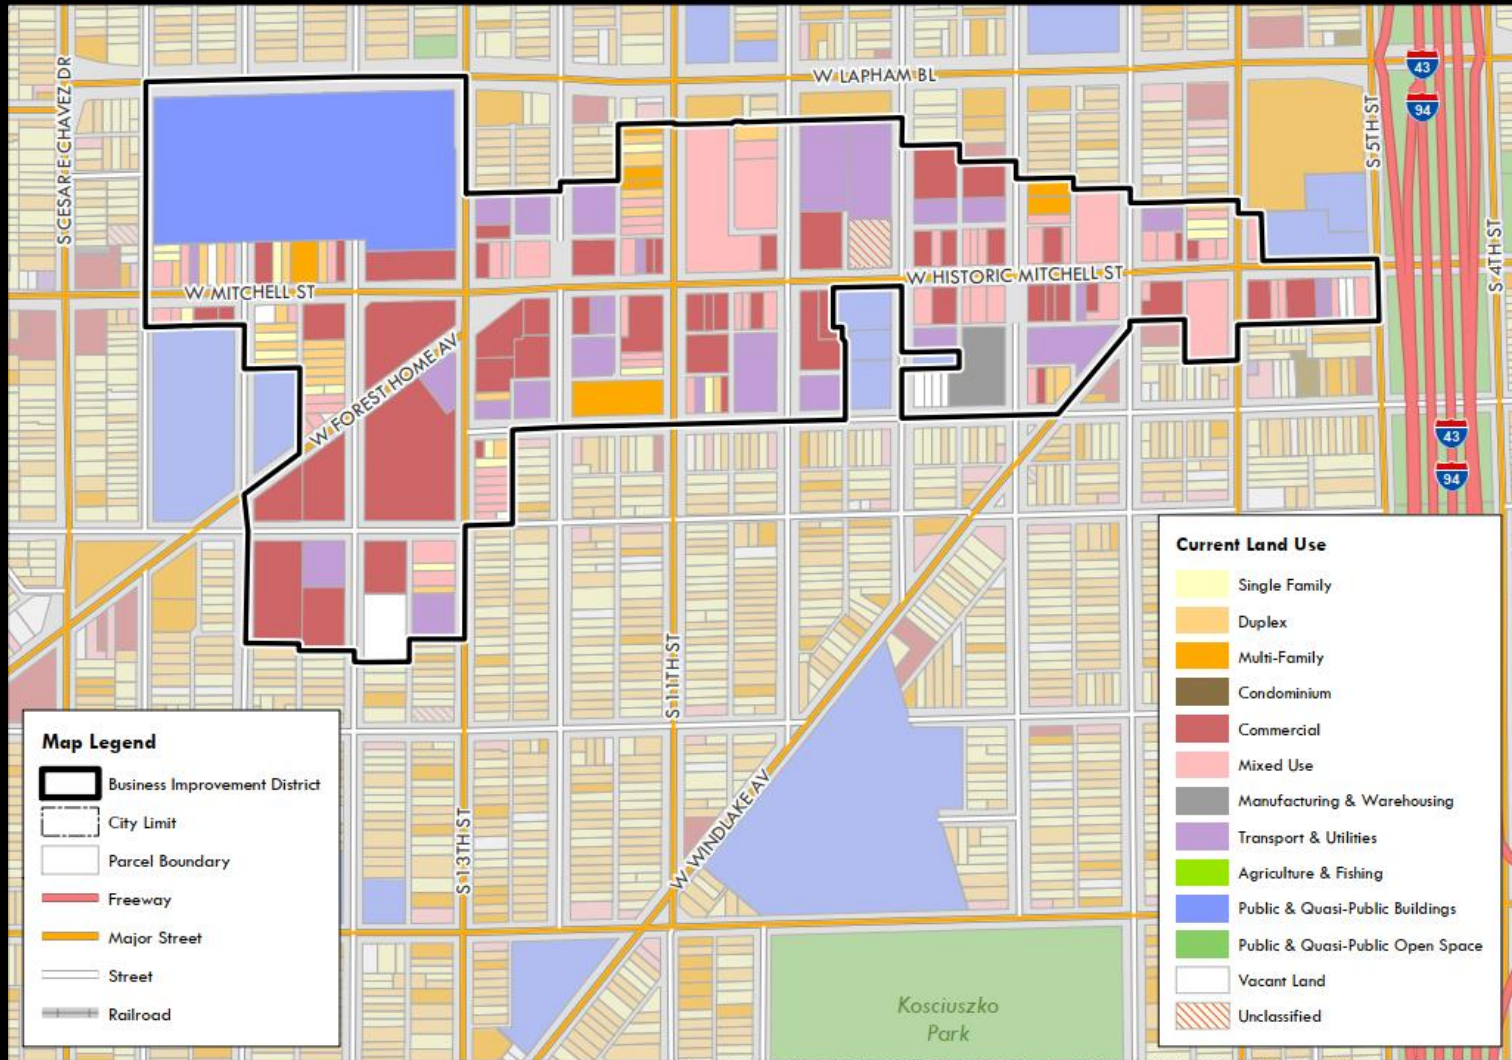 W LAPHAM BL
S CESAR E CHAVEZ DR
S 5TH ST
S 4TH ST
43
94
W MITCHELL ST
W HISTORIC MITCHELL ST
W FOREST HOME AV
43
94
S 11TH ST
S 13TH ST
W WINDLAKE AV
Kosciuszko
Park
Map Legend
Business Improvement District
City Limit
Parcel Boundary
Freeway
Major Street
Street
Railroad
Current Land Use
Single Family
Duplex
Multi-Family
Condominium
Commercial
Mixed Use
Manufacturing & Warehousing
Transport & Utilities
Agriculture & Fishing
Public & Quasi-Public Buildings
Public & Quasi-Public Open Space
Vacant Land
Unclassified